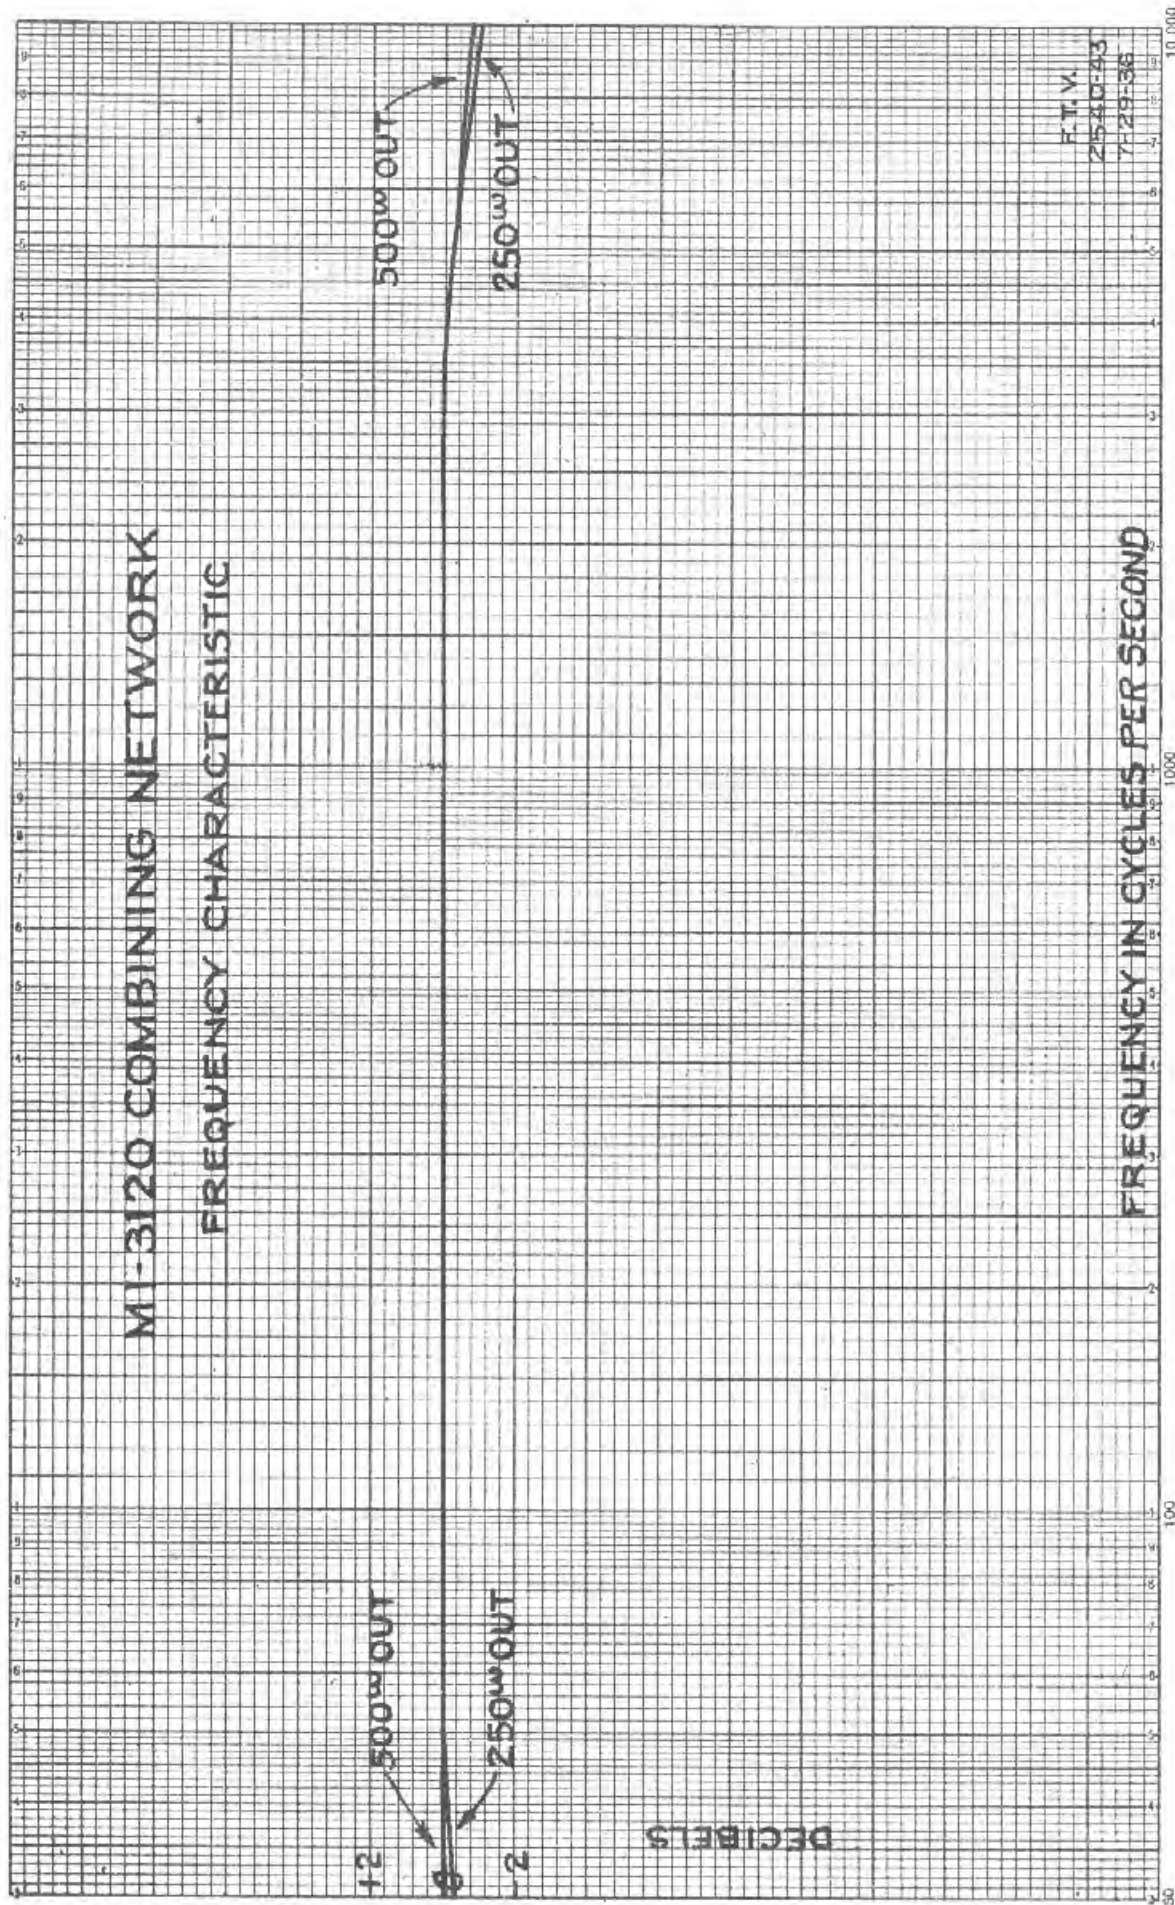 MI-3120 COMBINING NETWORK
FREQUENCY CHARACTERISTIC
+2
0
-2
500ω OUT
250ω OUT
500ω OUT
250ω OUT
DECIBELS
30
100
1000
10,000
FREQUENCY IN CYCLES PER SECOND
F.T.V.
2540-43
7-29-36